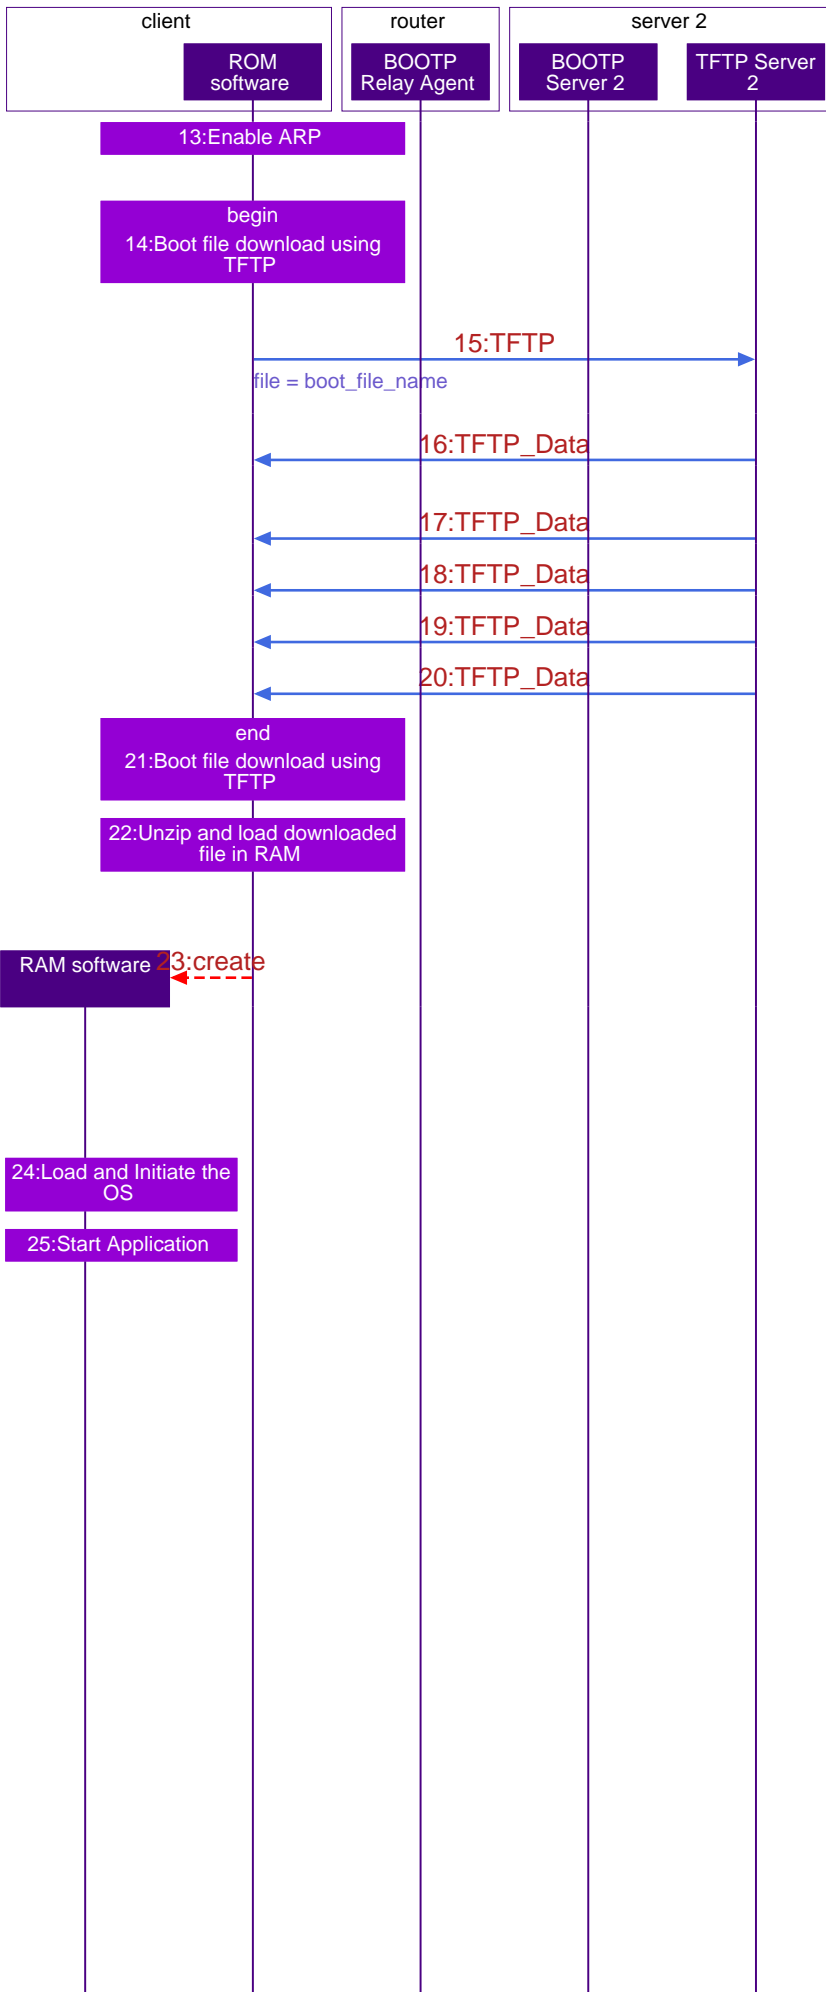 client
router
server 2
ROM
software
BOOTP
Relay Agent
BOOTP
Server 2
TFTP Server
2
13:Enable ARP
begin
14:Boot file download using
TFTP
15:TFTP
file = boot_file_name
16:TFTP_Data
17:TFTP_Data
18:TFTP_Data
19:TFTP_Data
20:TFTP_Data
end
21:Boot file download using
TFTP
22:Unzip and load downloaded
file in RAM
RAM software
23:create
24:Load and Initiate the
OS
25:Start Application